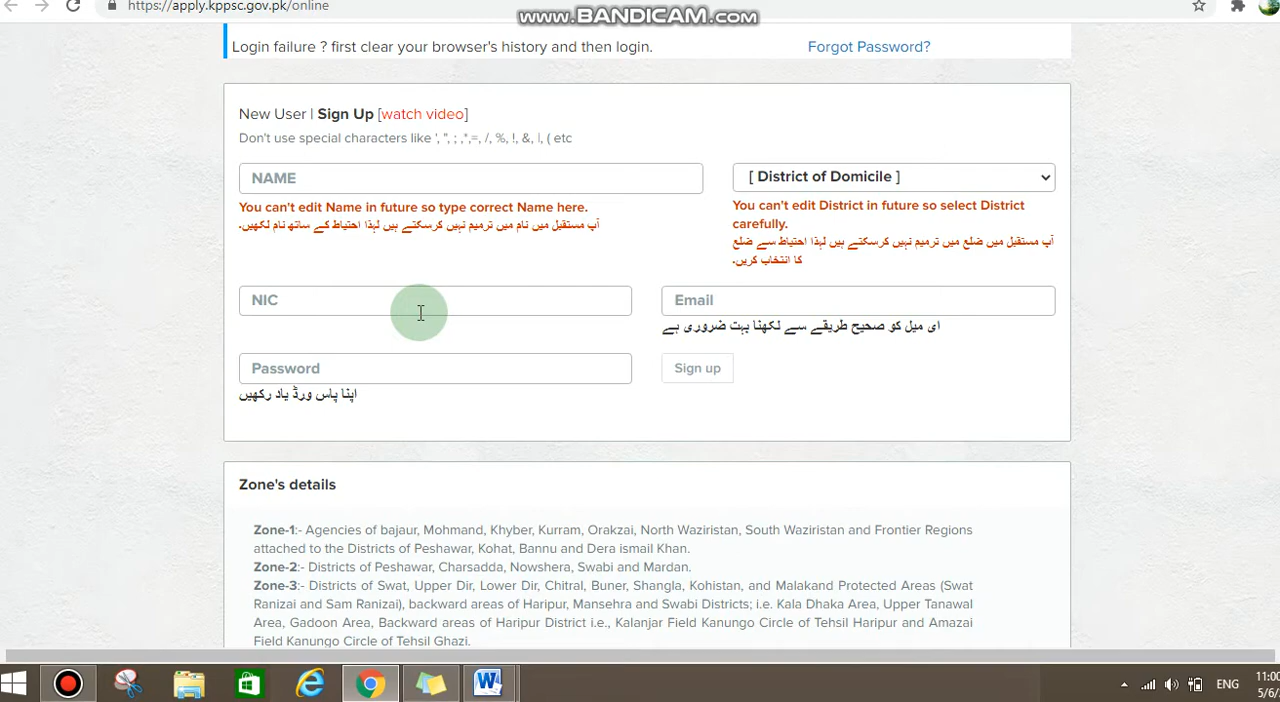 https://apply.kppsc.gov.pk/online
www.BANDICAM.com
Login failure ? first clear your browser's history and then login.
Forgot Password?
New User | Sign Up [watch video]
Don't use special characters like ', ", ; ,*,=, /, %, !, &, |, ( etc
NAME
[ District of Domicile ]
You can't edit Name in future so type correct Name here.
آپ مستقبل میں نام میں ترمیم نہیں کرسکتے ہیں لہذا احتیاط کے ساتھ نام لکھیں.
You can't edit District in future so select District
carefully.
آپ مستقبل میں ضلع میں ترمیم نہیں کرسکتے ہیں لہذا احتیاط سے ضلع
کا انتخاب کریں.
NIC
Email
ای میل کو صحیح طریقے سے لکھنا بہت ضروری ہے
Password
Sign up
اپنا پاس ورڈ یاد رکھیں
Zone's details
Zone-1:- Agencies of bajaur, Mohmand, Khyber, Kurram, Orakzai, North Waziristan, South Waziristan and Frontier Regions
attached to the Districts of Peshawar, Kohat, Bannu and Dera ismail Khan.
Zone-2:- Districts of Peshawar, Charsadda, Nowshera, Swabi and Mardan.
Zone-3:- Districts of Swat, Upper Dir, Lower Dir, Chitral, Buner, Shangla, Kohistan, and Malakand Protected Areas (Swat
Ranizai and Sam Ranizai), backward areas of Haripur, Mansehra and Swabi Districts; i.e. Kala Dhaka Area, Upper Tanawal
Area, Gadoon Area, Backward areas of Haripur District i.e., Kalanjar Field Kanungo Circle of Tehsil Haripur and Amazai
Field Kanungo Circle of Tehsil Ghazi.
ENG
11:00
5/6/